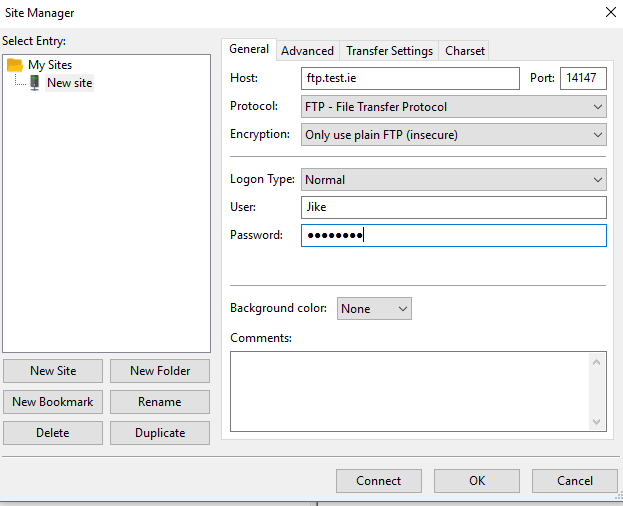 Site Manager
Select Entry:
My Sites
New site
New Site
New Folder
New Bookmark
Rename
Delete
Duplicate
General
Advanced
Transfer Settings
Charset
Host:
ftp.test.ie
Port:
14147
Protocol:
FTP - File Transfer Protocol
Encryption:
Only use plain FTP (insecure)
Logon Type:
Normal
User:
Jike
Password:
●●●●●●●●
Background color:
None
Comments:
Connect
OK
Cancel